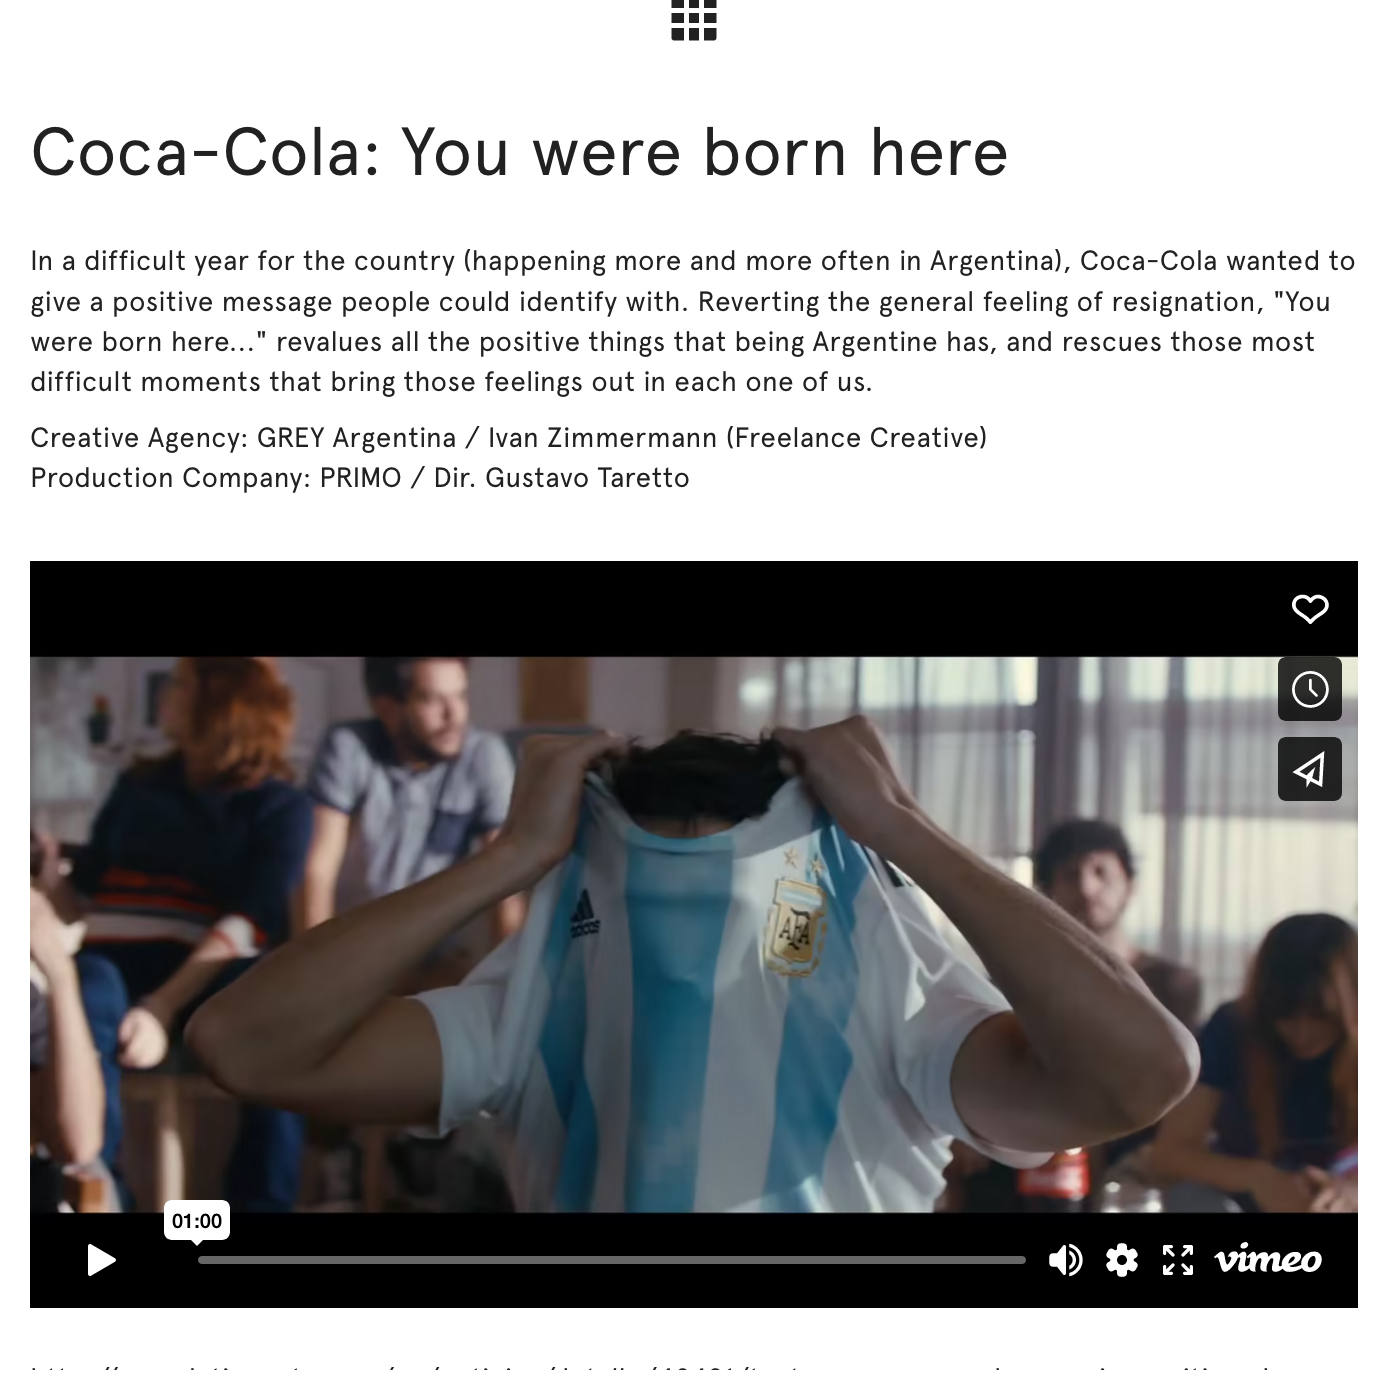 Coca-Cola: You were born here
In a difficult year for the country (happening more and more often in Argentina), Coca-Cola wanted to
give a positive message people could identify with. Reverting the general feeling of resignation, "You
were born here..." revalues all the positive things that being Argentine has, and rescues those most
difficult moments that bring those feelings out in each one of us.
Creative Agency: GREY Argentina / Ivan Zimmermann (Freelance Creative)
Production Company: PRIMO / Dir. Gustavo Taretto
adidas
AFA
01:00
vimeo